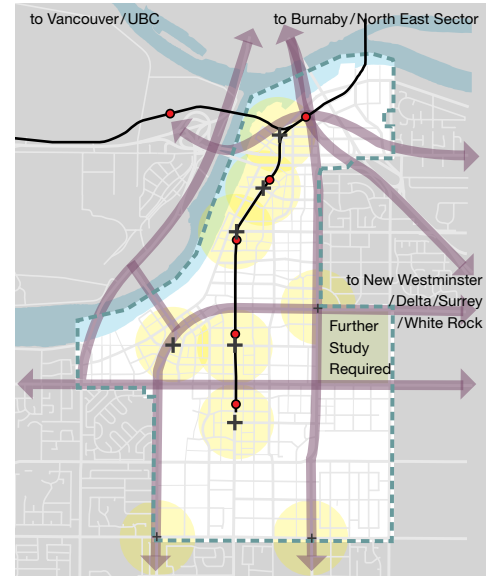 to Vancouver/UBC
to Burnaby/North East Sector
to New Westminster
/Delta/Surrey
/White Rock
Further
Study
Required